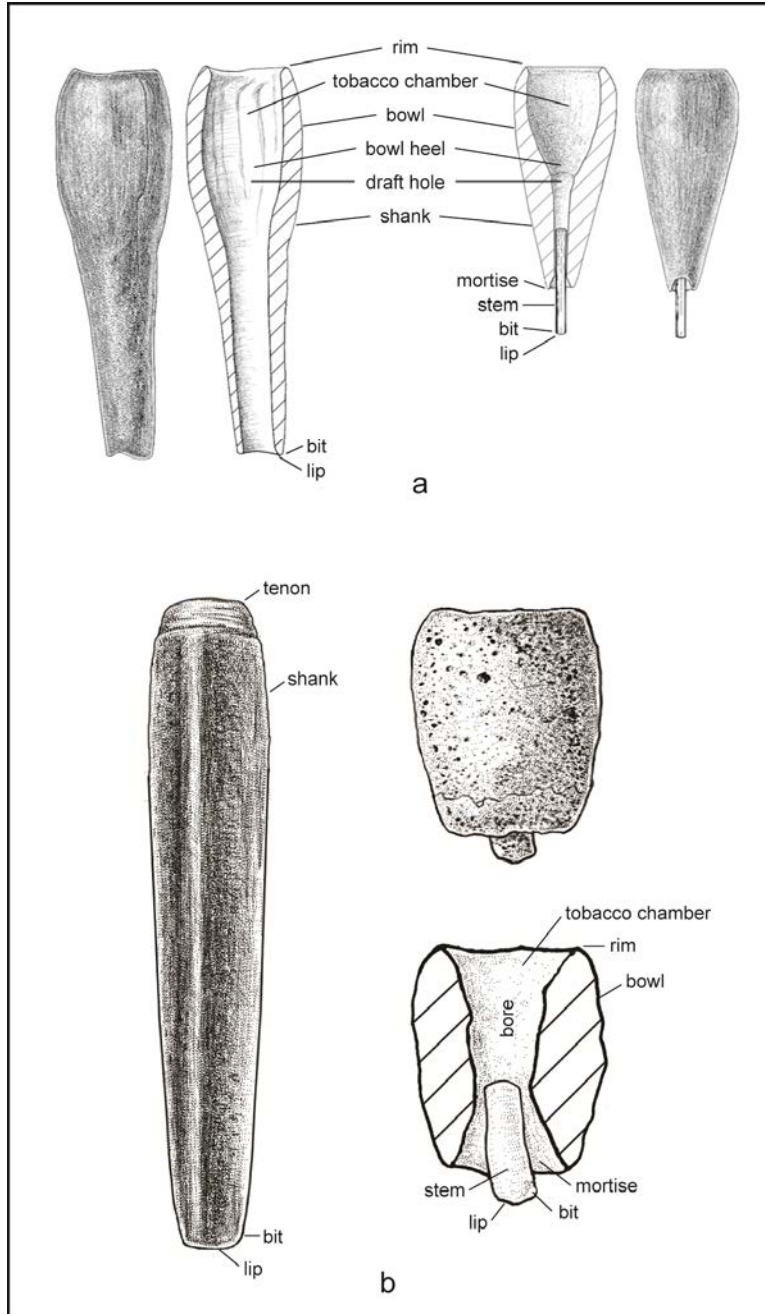 rim
tobacco chamber
bowl
bowl heel
draft hole
shank
mortise
stem
bit
lip
bit
lip
a
tenon
shank
tobacco chamber
rim
bowl
bore
stem
mortise
lip
bit
bit
lip
b